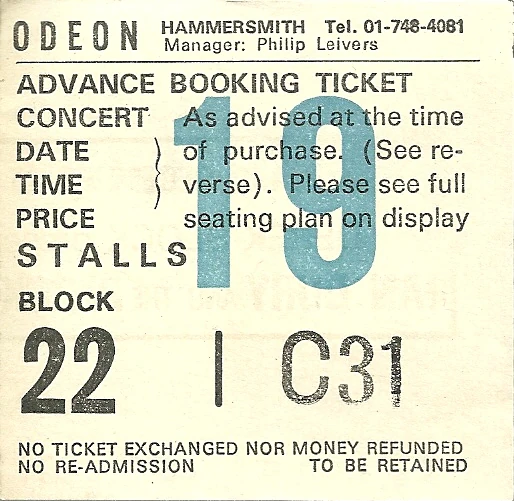 ODEON HAMMERSMITH Tel. 01-748-4081
Manager: Philip Leivers
ADVANCE BOOKING TICKET
CONCERT As advised at the time
DATE of purchase. (See re-
TIME verse). Please see full
PRICE seating plan on display
19
STALLS
BLOCK
22 | C31
NO TICKET EXCHANGED NOR MONEY REFUNDED
NO RE-ADMISSION TO BE RETAINED